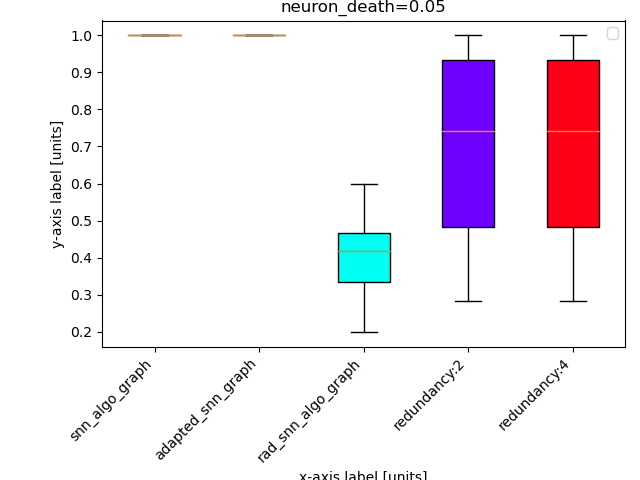 neuron_death=0.05
1.0
0.9
0.8
0.7
0.6
0.5
0.4
0.3
0.2
y-axis label [units]
snn_algo_graph
adapted_snn_graph
rad_snn_algo_graph
redundancy:2
redundancy:4
x-axis label [units]